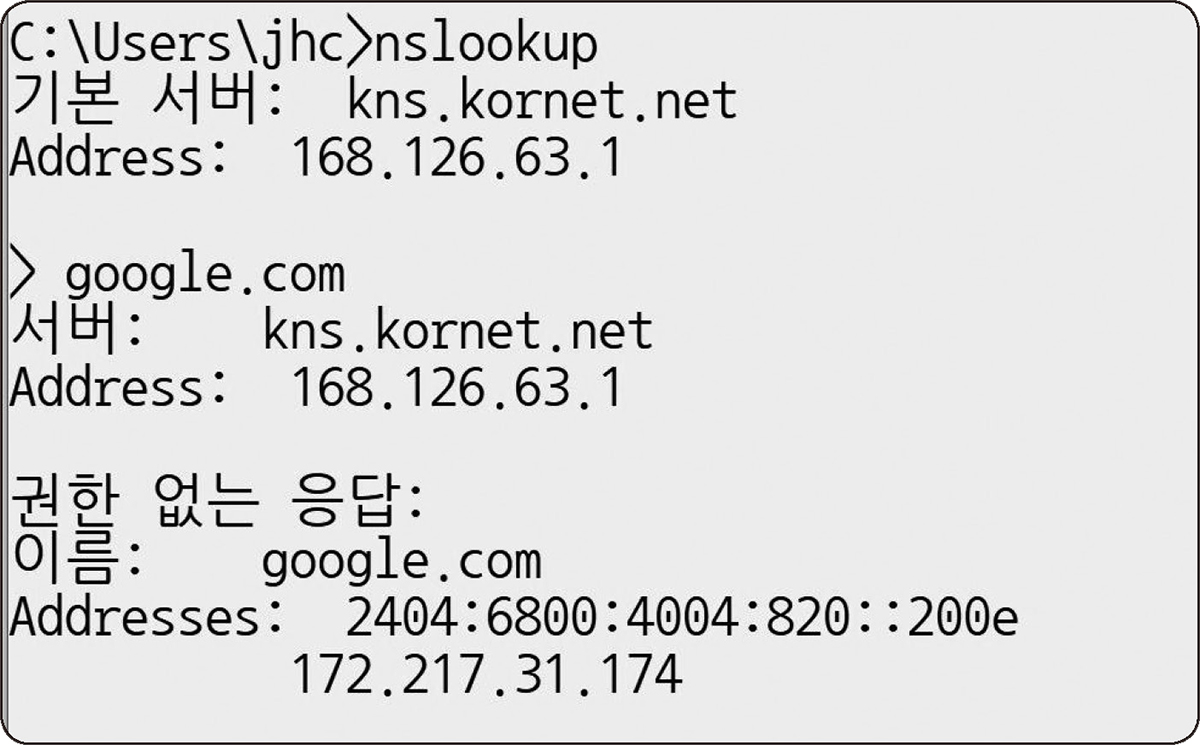 C:\Users\jhc>nslookup
기본 서버:  kns.kornet.net
Address:  168.126.63.1
> google.com
서버:    kns.kornet.net
Address:  168.126.63.1
권한 없는 응답:
이름:    google.com
Addresses:  2404:6800:4004:820::200e
172.217.31.174